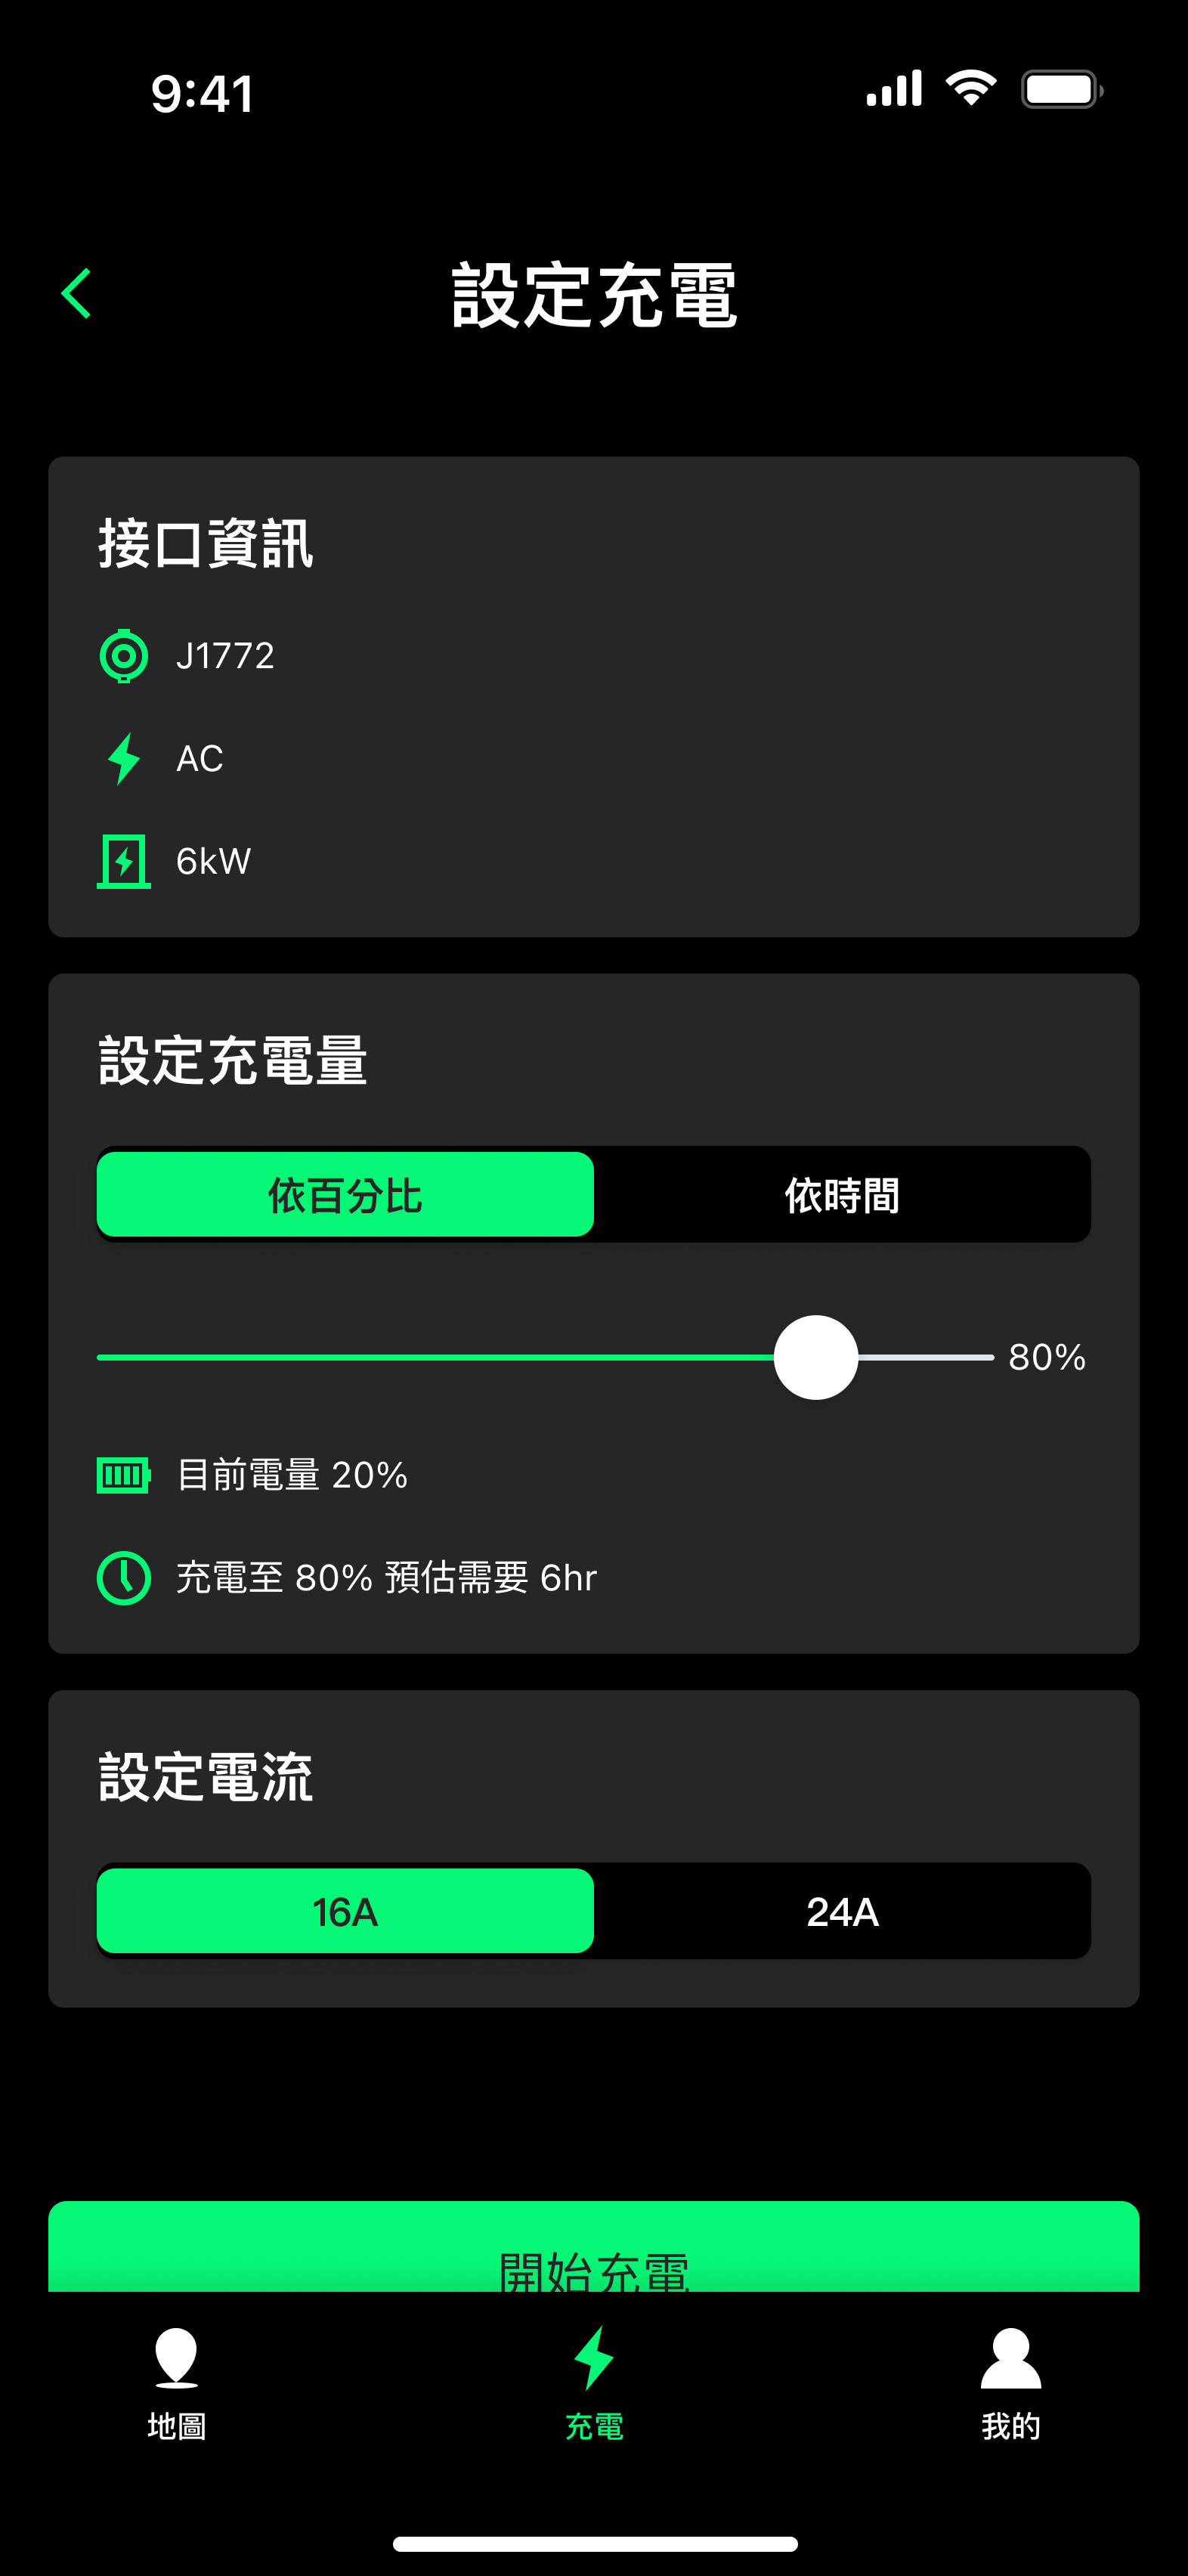 9:41
設定充電
接口資訊
J1772
AC
6kW
設定充電量
依百分比 依時間
80%
目前電量 20%
充電至 80% 預估需要 6hr
設定電流
16A 24A
開始充電
地圖 充電 我的